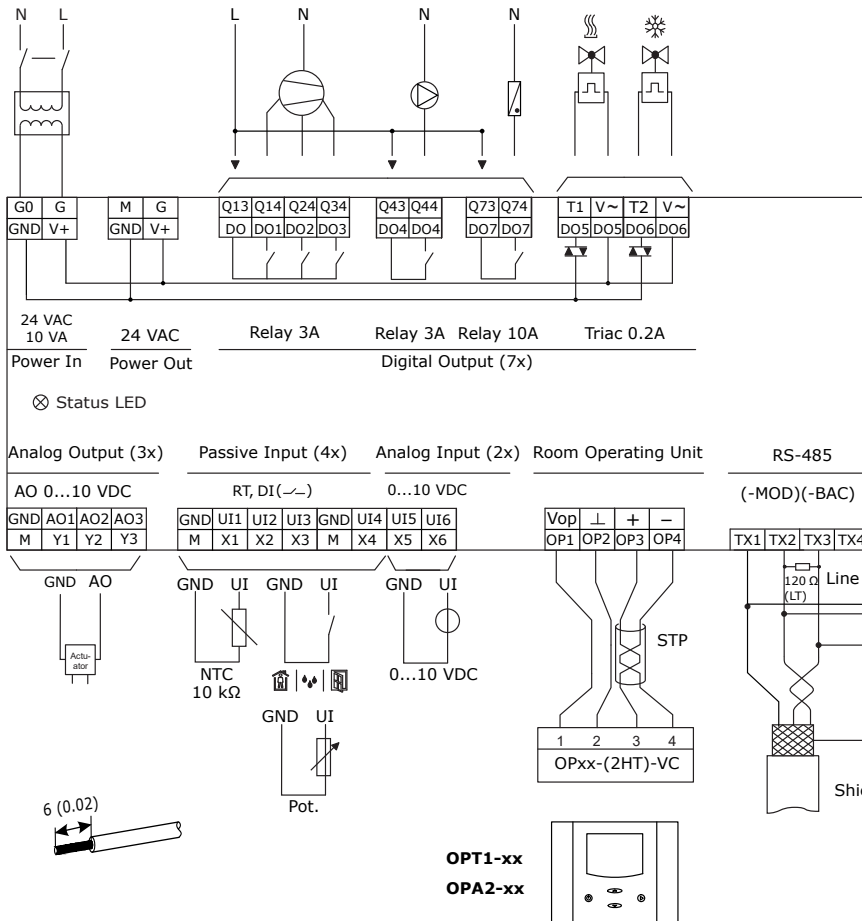 N L L N N N
G0 G M G Q13 Q14 Q24 Q34 Q43 Q44 Q73 Q74 T1 V~ T2 V~
GND V+ GND V+ DO DO1 DO2 DO3 DO4 DO4 DO7 DO7 DO5 DO5 DO6 DO6
24 VAC
10 VA
24 VAC Relay 3A Relay 3A Relay 10A Triac 0.2A
Power In Power Out Digital Output (7x)
Status LED
Analog Output (3x) Passive Input (4x) Analog Input (2x) Room Operating Unit RS-485
AO 0...10 VDC RT, DI( ) 0...10 VDC (-MOD)(-BAC)
GND AO1 AO2 AO3 GND UI1 UI2 UI3 GND UI4 UI5 UI6 Vop ⊥ + −
M Y1 Y2 Y3 M X1 X2 X3 M X4 X5 X6 OP1 OP2 OP3 OP4 TX1 TX2 TX3 TX4
GND AO GND UI GND UI GND UI 120 Ω Line
(LT)
Actu-
ator
STP
NTC
10 kΩ
0...10 VDC
GND UI
1 2 3 4
OPxx-(2HT)-VC
Pot.
6 (0.02)
OPT1-xx
OPA2-xx